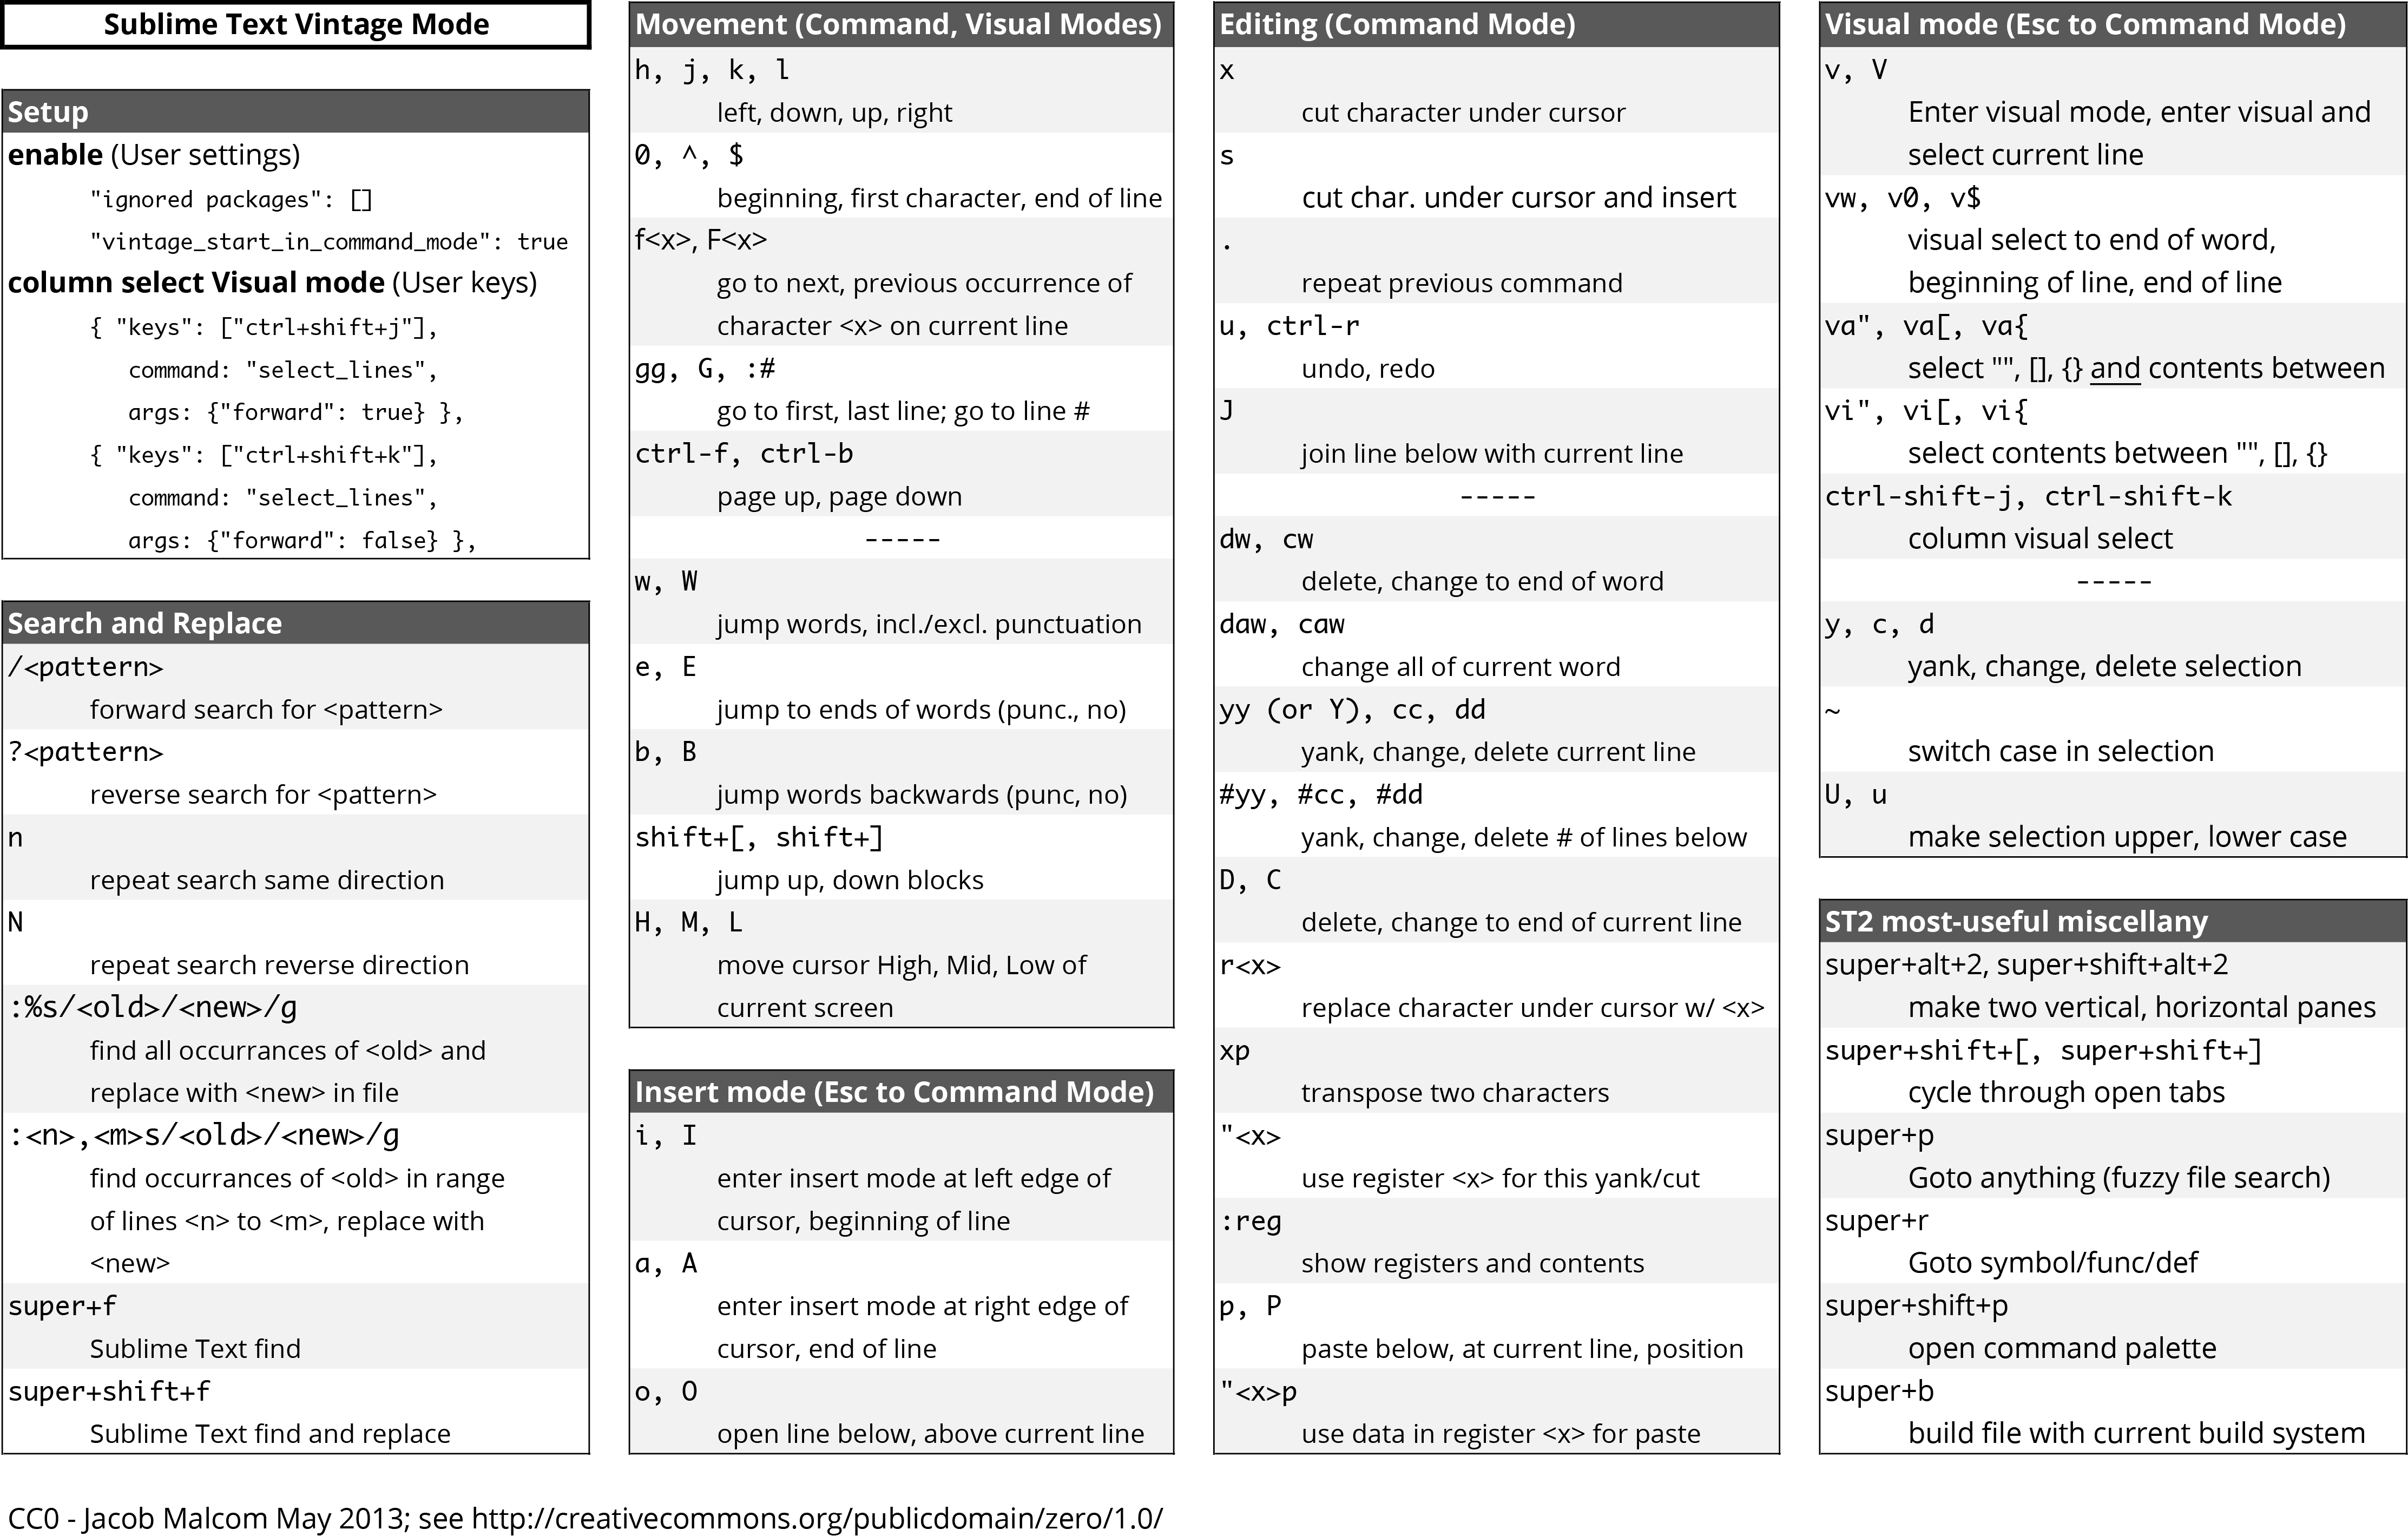 Sublime Text Vintage Mode
Setup
enable (User settings)
"ignored packages": []
"vintage_start_in_command_mode": true
column select Visual mode (User keys)
{ "keys": ["ctrl+shift+j"],
command: "select_lines",
args: {"forward": true} },
{ "keys": ["ctrl+shift+k"],
command: "select_lines",
args: {"forward": false} },
Search and Replace
/<pattern>
forward search for <pattern>
?<pattern>
reverse search for <pattern>
n
repeat search same direction
N
repeat search reverse direction
:%s/<old>/<new>/g
find all occurrances of <old> and
replace with <new> in file
:<n>,<m>s/<old>/<new>/g
find occurrances of <old> in range
of lines <n> to <m>, replace with
<new>
super+f
Sublime Text find
super+shift+f
Sublime Text find and replace
Movement (Command, Visual Modes)
h, j, k, l
left, down, up, right
0, ^, $
beginning, first character, end of line
f<x>, F<x>
go to next, previous occurrence of
character <x> on current line
gg, G, :#
go to first, last line; go to line #
ctrl-f, ctrl-b
page up, page down
-----
w, W
jump words, incl./excl. punctuation
e, E
jump to ends of words (punc., no)
b, B
jump words backwards (punc, no)
shift+[, shift+]
jump up, down blocks
H, M, L
move cursor High, Mid, Low of
current screen
Insert mode (Esc to Command Mode)
i, I
enter insert mode at left edge of
cursor, beginning of line
a, A
enter insert mode at right edge of
cursor, end of line
o, O
open line below, above current line
Editing (Command Mode)
x
cut character under cursor
s
cut char. under cursor and insert
.
repeat previous command
u, ctrl-r
undo, redo
J
join line below with current line
-----
dw, cw
delete, change to end of word
daw, caw
change all of current word
yy (or Y), cc, dd
yank, change, delete current line
#yy, #cc, #dd
yank, change, delete # of lines below
D, C
delete, change to end of current line
r<x>
replace character under cursor w/ <x>
xp
transpose two characters
"<x>
use register <x> for this yank/cut
:reg
show registers and contents
p, P
paste below, at current line, position
"<x>p
use data in register <x> for paste
Visual mode (Esc to Command Mode)
v, V
Enter visual mode, enter visual and
select current line
vw, v0, v$
visual select to end of word,
beginning of line, end of line
va", va[, va{
select "", [], {} and contents between
vi", vi[, vi{
select contents between "", [], {}
ctrl-shift-j, ctrl-shift-k
column visual select
-----
y, c, d
yank, change, delete selection
~
switch case in selection
U, u
make selection upper, lower case
ST2 most-useful miscellany
super+alt+2, super+shift+alt+2
make two vertical, horizontal panes
super+shift+[, super+shift+]
cycle through open tabs
super+p
Goto anything (fuzzy file search)
super+r
Goto symbol/func/def
super+shift+p
open command palette
super+b
build file with current build system
CC0 - Jacob Malcom May 2013; see http://creativecommons.org/publicdomain/zero/1.0/